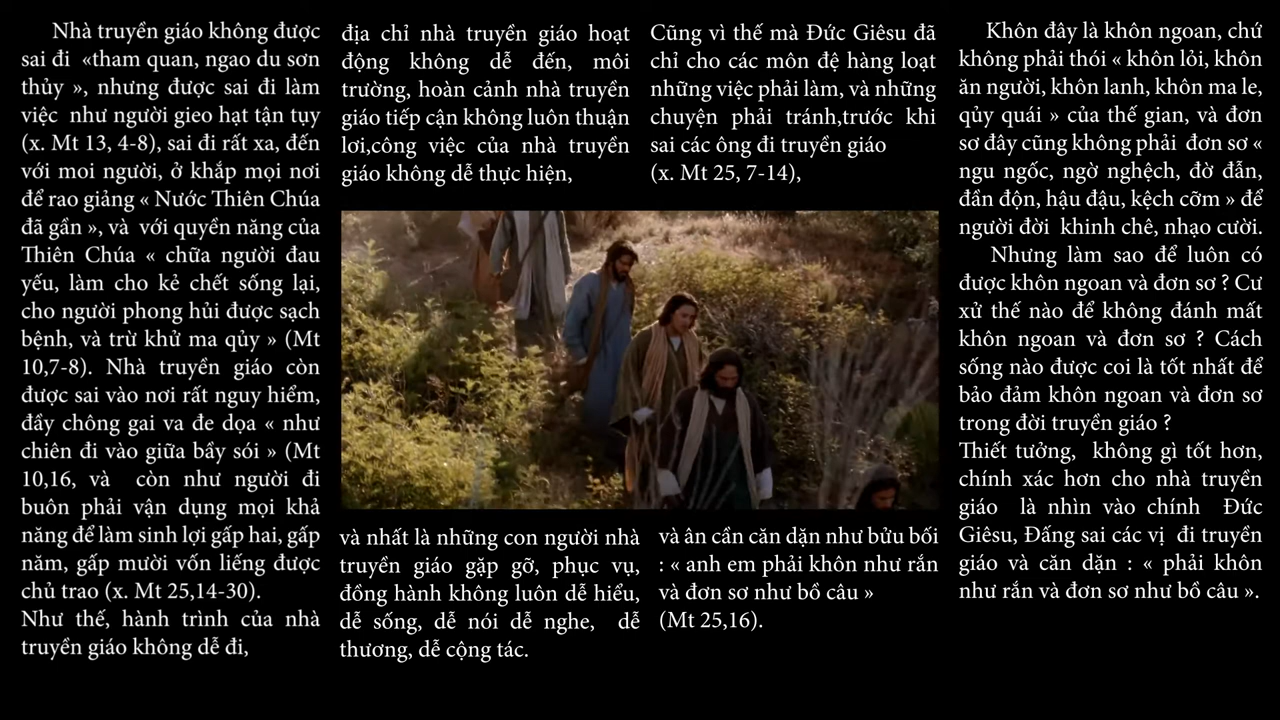 Nhà truyền giáo không được
sai đi «tham quan, ngao du sơn
thủy », nhưng được sai đi làm
việc như người gieo hạt tận tụy
(x. Mt 13, 4-8), sai đi rất xa, đến
với moi người, ở khắp mọi nơi
để rao giảng « Nước Thiên Chúa
đã gần », và với quyền năng của
Thiên Chúa « chữa người đau
yếu, làm cho kẻ chết sống lại,
cho người phong hủi được sạch
bệnh, và trừ khử ma qủy » (Mt
10,7-8). Nhà truyền giáo còn
được sai vào nơi rất nguy hiểm,
đầy chông gai va đe dọa « như
chiên đi vào giữa bầy sói » (Mt
10,16, và còn như người đi
buôn phải vận dụng mọi khả
năng để làm sinh lợi gấp hai, gấp
năm, gấp mười vốn liếng được
chủ trao (x. Mt 25,14-30).
Như thế, hành trình của nhà
truyền giáo không dễ đi,
địa chỉ nhà truyền giáo hoạt
động không dễ đến, môi
trường, hoàn cảnh nhà truyền
giáo tiếp cận không luôn thuận
lơi,công việc của nhà truyền
giáo không dễ thực hiện,
và nhất là những con người nhà
truyền giáo gặp gỡ, phục vụ,
đồng hành không luôn dễ hiểu,
dễ sống, dễ nói dễ nghe, dễ
thương, dễ cộng tác.
Cũng vì thế mà Đức Giêsu đã
chỉ cho các môn đệ hàng loạt
những việc phải làm, và những
chuyện phải tránh,trước khi
sai các ông đi truyền giáo
(x. Mt 25, 7-14),
và ân cần căn dặn như bửu bối
: « anh em phải khôn như rắn
và đơn sơ như bồ câu »
(Mt 25,16).
Khôn đây là khôn ngoan, chứ
không phải thói « khôn lỏi, khôn
ăn người, khôn lanh, khôn ma le,
qủy quái » của thế gian, và đơn
sơ đây cũng không phải đơn sơ «
ngu ngốc, ngờ nghệch, đờ đẫn,
đần độn, hậu đậu, kệch cỡm » để
người đời khinh chê, nhạo cười.
Nhưng làm sao để luôn có
được khôn ngoan và đơn sơ ? Cư
xử thế nào để không đánh mất
khôn ngoan và đơn sơ ? Cách
sống nào được coi là tốt nhất để
bảo đảm khôn ngoan và đơn sơ
trong đời truyền giáo ?
Thiết tưởng, không gì tốt hơn,
chính xác hơn cho nhà truyền
giáo là nhìn vào chính Đức
Giêsu, Đấng sai các vị đi truyền
giáo và căn dặn : « phải khôn
như rắn và đơn sơ như bồ câu ».